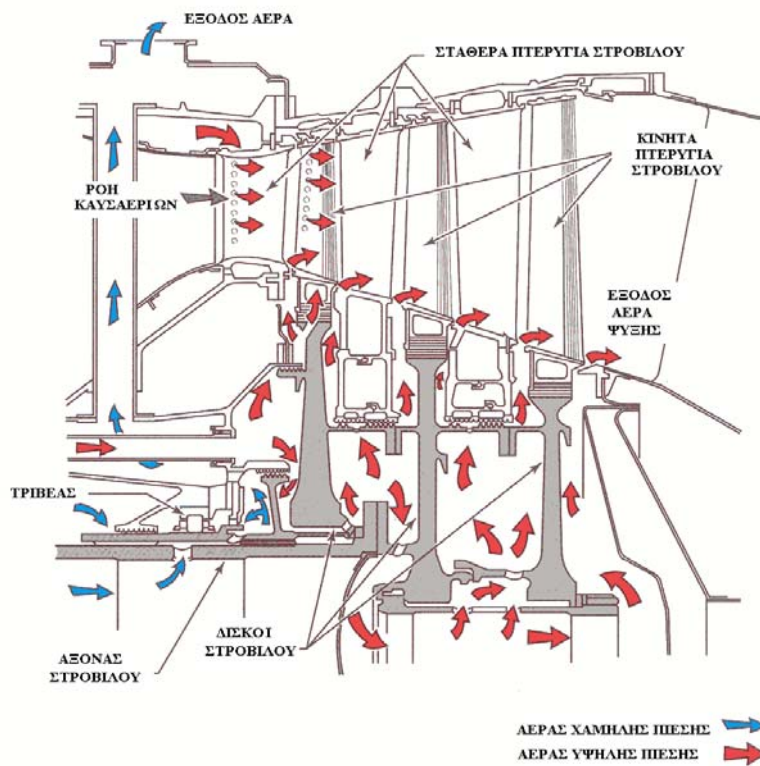 ΕΞΟΔΟΣ ΑΕΡΑ
ΣΤΑΘΕΡΑ ΠΤΕΡΥΓΙΑ ΣΤΡΟΒΙΛΟΥ
ΚΙΝΗΤΑ
ΠΤΕΡΥΓΙΑ
ΣΤΡΟΒΙΛΟΥ
ΡΟΗ
ΚΑΥΣΑΕΡΙΩΝ
ΕΞΟΔΟΣ
ΑΕΡΑ
ΨΥΞΗΣ
ΤΡΙΒΕΑΣ
ΔΙΣΚΟΙ
ΣΤΡΟΒΙΛΟΥ
ΑΞΟΝΑΣ
ΣΤΡΟΒΙΛΟΥ
ΑΕΡΑΣ ΧΑΜΗΛΗΣ ΠΙΕΣΗΣ
ΑΕΡΑΣ ΥΨΗΛΗΣ ΠΙΕΣΗΣ